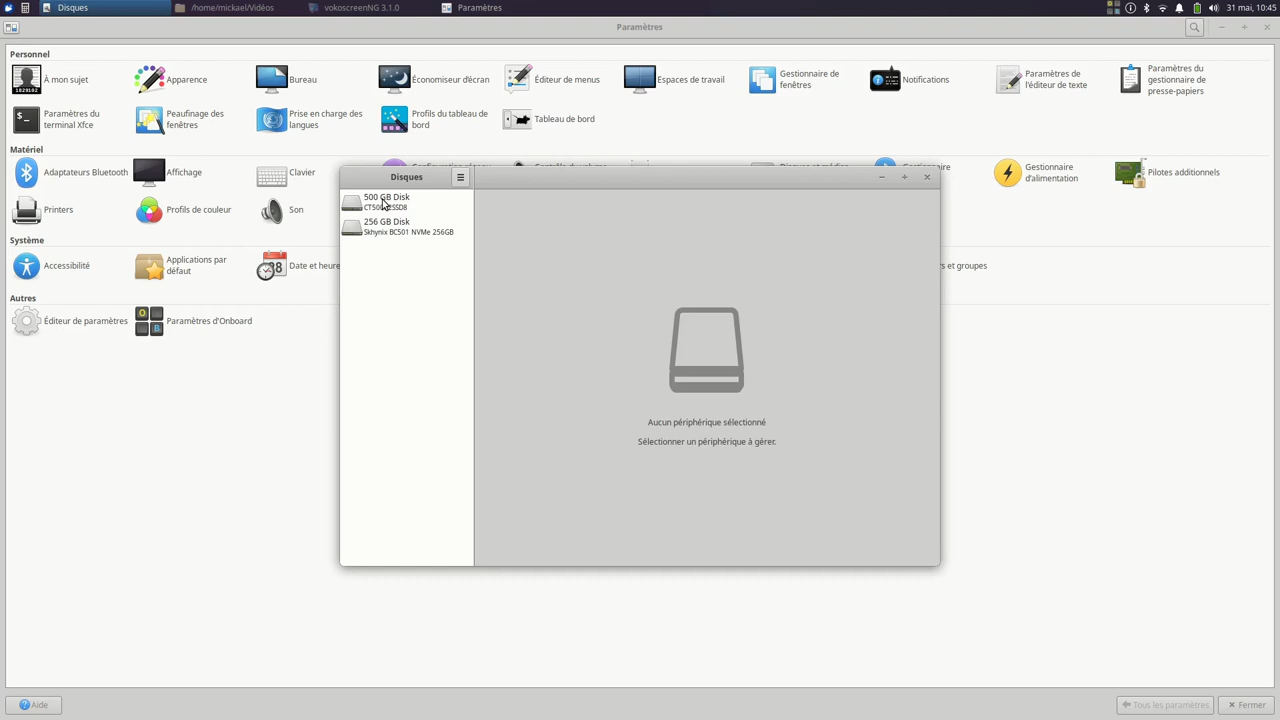 Disques
/home/mickael/Vidéos
vokoscreenNG 3.1.0
Paramètres
31 mai, 10:45
Paramètres
Personnel
À mon sujet
Apparence
Bureau
Économiseur d'écran
Éditeur de menus
Espaces de travail
Gestionnaire de
fenêtres
Notifications
Paramètres de
l'éditeur de texte
Paramètres du
gestionnaire de
presse-papiers
Paramètres du
terminal Xfce
Peaufinage des
fenêtres
Prise en charge des
langues
Profils du tableau de
bord
Tableau de bord
Matériel
Adaptateurs Bluetooth
Affichage
Clavier
Gestionnaire
d'alimentation
Pilotes additionnels
Printers
Profils de couleur
Son
Système
Accessibilité
Applications par
défaut
Date et heure
s et groupes
Autres
Éditeur de paramètres
Paramètres d'Onboard
Disques
500 GB Disk
256 GB Disk
Skhynix BC501 NVMe 256GB
Aucun périphérique sélectionné
Sélectionner un périphérique à gérer.
Aide
Tous les paramètres
Fermer